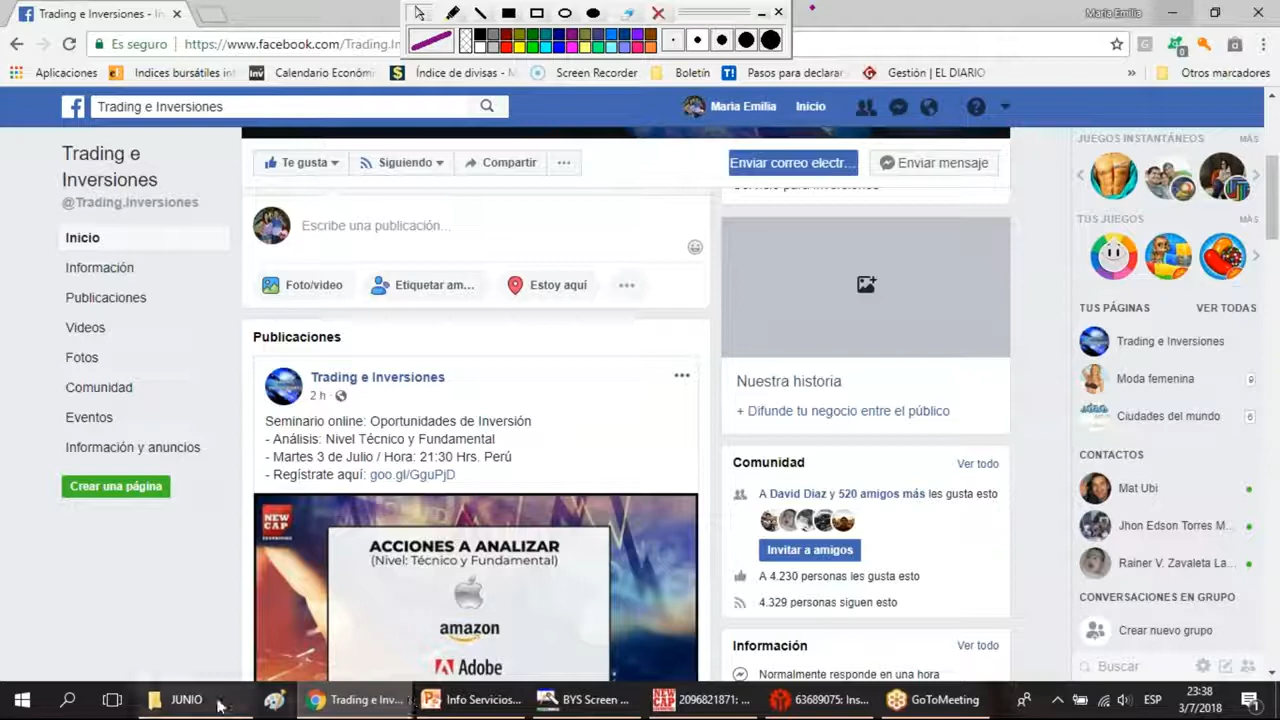 Trading e Inversiones - In
Maria Emilia
Es seguro
https://www.facebook.com/Trading.In
Aplicaciones
Indices bursátiles int
Calendario Económi
Índice de divisas - M
Screen Recorder
Boletín
Pasos para declarar
Gestión | EL DIARIO
»
Otros marcadores
Trading e Inversiones
Maria Emilia
Inicio
Trading e
Inversiones
@Trading.Inversiones
Inicio
Información
Publicaciones
Videos
Fotos
Comunidad
Eventos
Información y anuncios
Crear una página
Te gusta
Siguiendo
Compartir
Enviar correo electr...
Enviar mensaje
Escribe una publicación...
Foto/video
Etiquetar am...
Estoy aquí
Publicaciones
Trading e Inversiones
2 h ·
Seminario online: Oportunidades de Inversión
- Análisis: Nivel Técnico y Fundamental
- Martes 3 de Julio / Hora: 21:30 Hrs. Perú
- Regístrate aquí: goo.gl/GguPjD
NEW
CAP
ACCIONES A ANALIZAR
(Nivel: Técnico y Fundamental)
amazon
Adobe
Nuestra historia
+ Difunde tu negocio entre el público
Comunidad
Ver todo
A David Diaz y 520 amigos más les gusta esto
Invitar a amigos
A 4.230 personas les gusta esto
4.329 personas siguen esto
Información
Ver todo
Normalmente responde en una hora
JUEGOS INSTANTÁNEOS
MÁS
TUS JUEGOS
MÁS
TUS PÁGINAS
VER TODAS
Trading e Inversiones
Moda femenina
9
Ciudades del mundo
6
CONTACTOS
Mat Ubi
Jhon Edson Torres M...
Rainer V. Zavaleta La...
CONVERSACIONES EN GRUPO
Crear nuevo grupo
Buscar
JUNIO
Trading e Inv...
Info Servicios...
BYS Screen ...
2096821871: ...
63689075: Ins...
GoToMeeting
ESP
23:38
3/7/2018